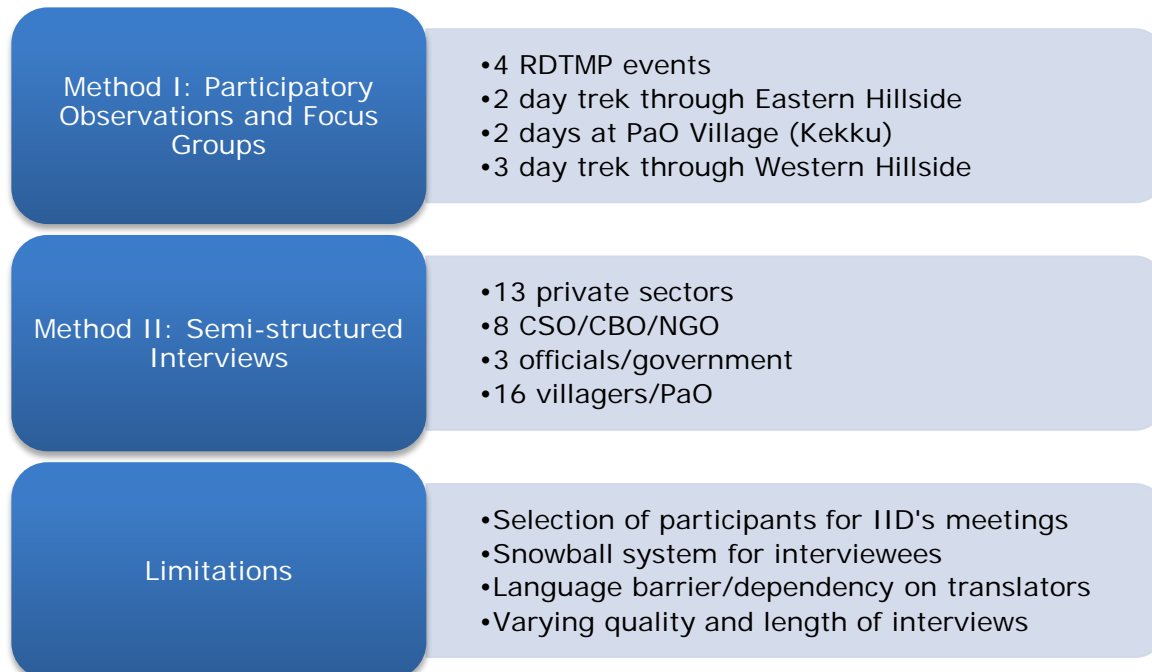 Method I: Participatory
Observations and Focus
Groups
•4 RDTMP events
•2 day trek through Eastern Hillside
•2 days at PaO Village (Kekku)
•3 day trek through Western Hillside
Method II: Semi-structured
Interviews
•13 private sectors
•8 CSO/CBO/NGO
•3 officials/government
•16 villagers/PaO
Limitations
•Selection of participants for IID's meetings
•Snowball system for interviewees
•Language barrier/dependency on translators
•Varying quality and length of interviews